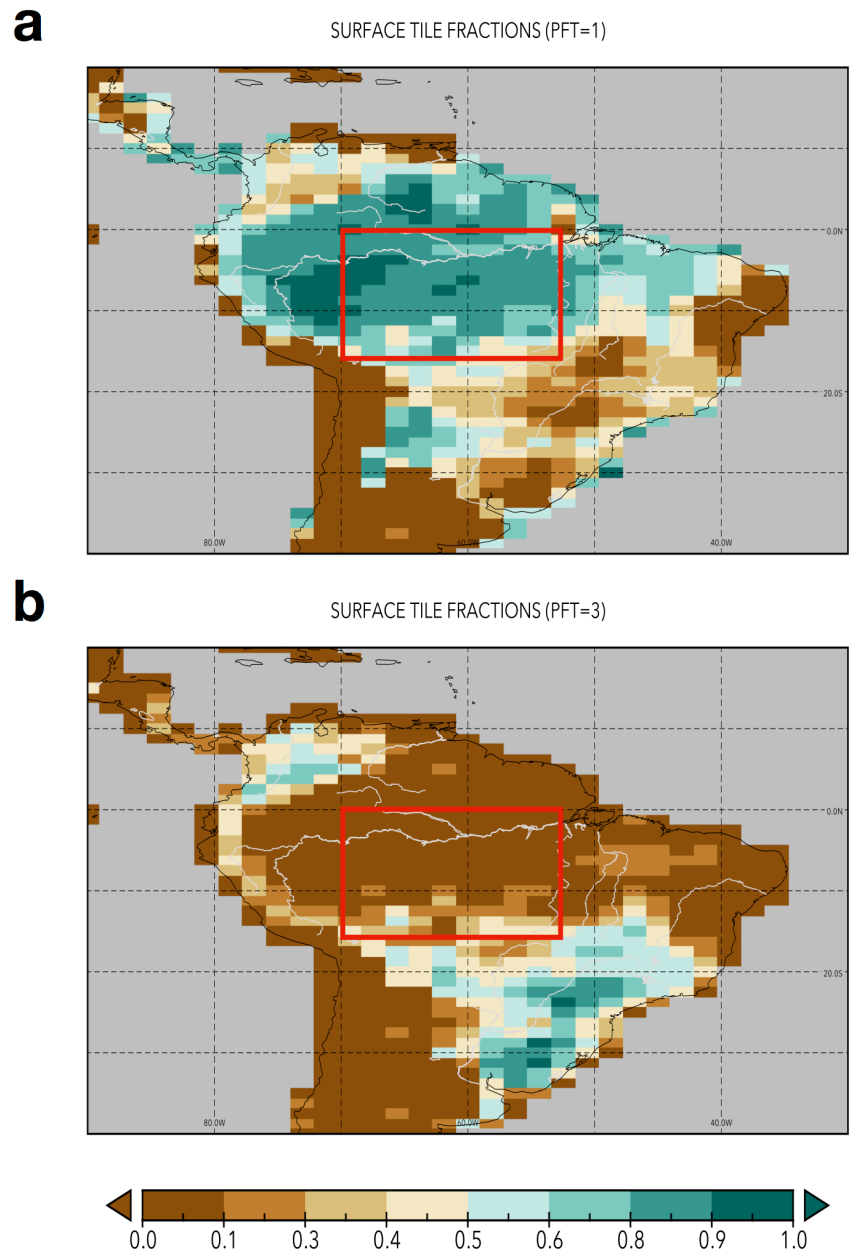 a
SURFACE TILE FRACTIONS (PFT=1)
0.0N
20.0S
80.0W 60.0W 40.0W
b
SURFACE TILE FRACTIONS (PFT=3)
0.0N
20.0S
80.0W 60.0W 40.0W
0.0 0.1 0.3 0.4 0.5 0.6 0.8 0.9 1.0